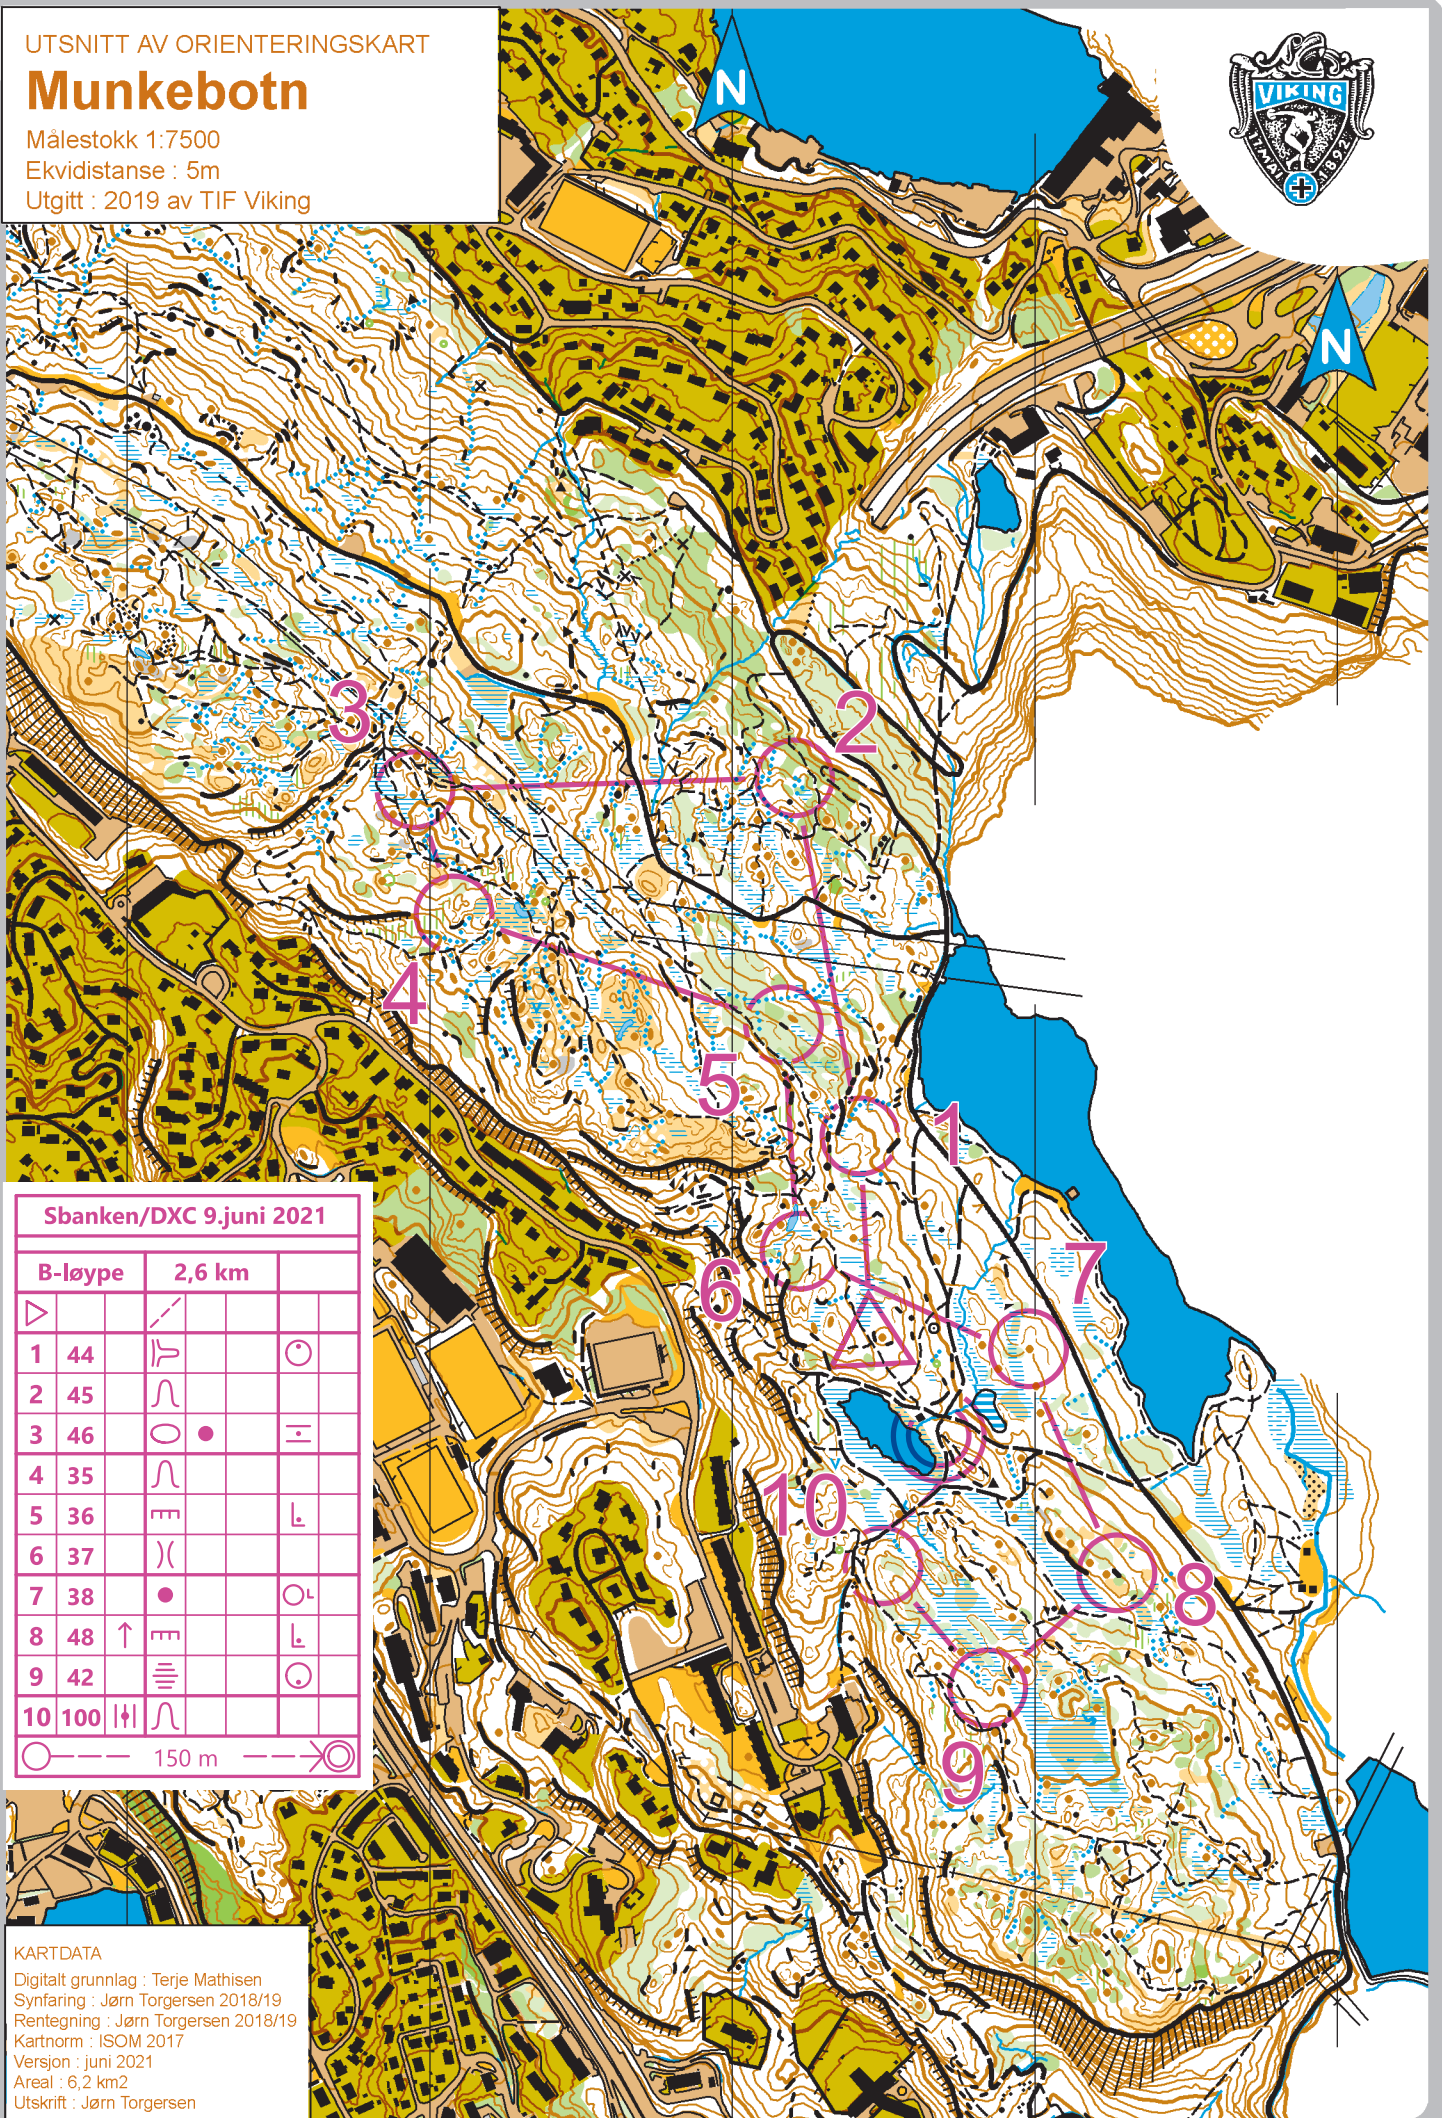 UTSNITT AV ORIENTERINGSKART
Munkebotn
Målestokk 1:7500
Ekvidistanse : 5m
Utgitt : 2019 av TIF Viking
N
VIKING
17.MAI 1892
N
3
2
4
5
1
6
7
10
8
9
Sbanken/DXC 9.juni 2021
B-løype 2,6 km
1 44
2 45
3 46
4 35
5 36
6 37
7 38
8 48
9 42
10 100
150 m
KARTDATA
Digitalt grunnlag : Terje Mathisen
Synfaring : Jørn Torgersen 2018/19
Rentegning : Jørn Torgersen 2018/19
Kartnorm : ISOM 2017
Versjon : juni 2021
Areal : 6,2 km2
Utskrift : Jørn Torgersen